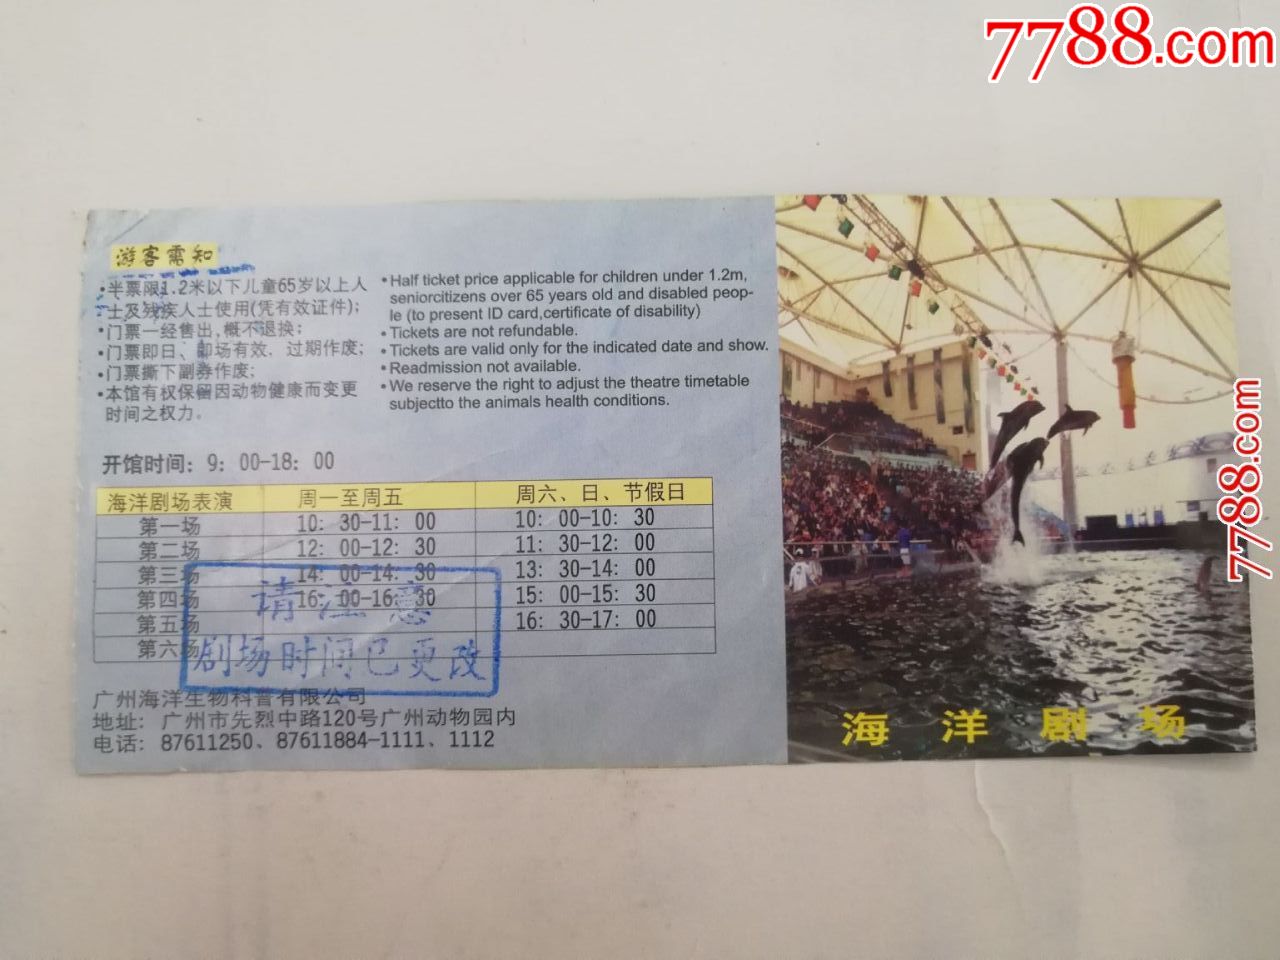 7788.com
游客需知
•半票限1.2米以下儿童65岁以上人
士及残疾人士使用(凭有效证件);
•门票一经售出,概不退换;
•门票即日、即场有效，过期作废;
•门票撕下副券作废;
•本馆有权保留因动物健康而变更
时间之权力。
•Half ticket price applicable for children under 1.2m,
seniorcitizens over 65 years old and disabled peop-
le (to present ID card,certificate of disability)
•Tickets are not refundable.
•Tickets are valid only for the indicated date and show.
•Readmission not available.
•We reserve the right to adjust the theatre timetable
subjectto the animals health conditions.
开馆时间: 9: 00-18: 00
海洋剧场表演 周一至周五 周六、日、节假日
第一场 10: 30-11: 00 10: 00-10: 30
第二场 12: 00-12: 30 11: 30-12: 00
第三场 14: 00-14: 30 13: 30-14: 00
第四场 16: 00-16: 30 15: 00-15: 30
第五场 16: 30-17: 00
第六场
请注意
剧场时间已更改
广州海洋生物科普有限公司
地址: 广州市先烈中路120号广州动物园内
电话: 87611250、87611884-1111、1112
海洋剧场
7788.com